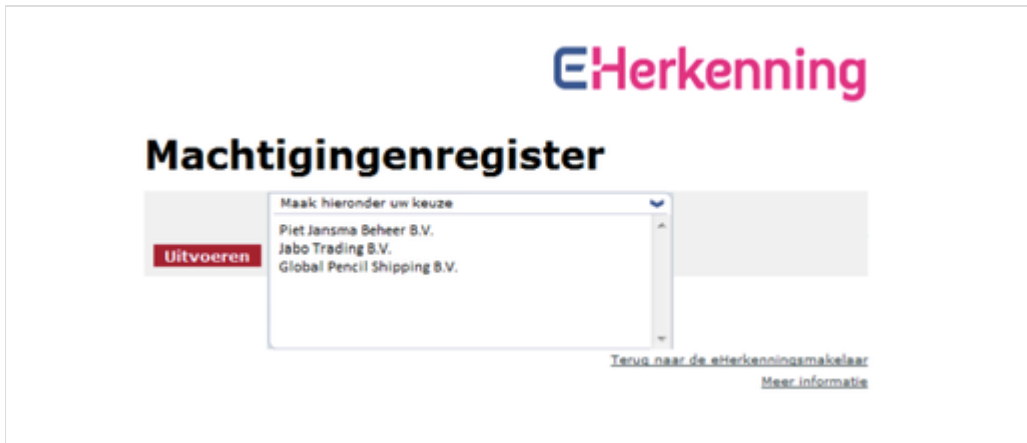 eHerkenning
Machtigingenregister
Maak hieronder uw keuze
Piet Jansma Beheer B.V.
Jabo Trading B.V.
Uitvoeren
Global Pencil Shipping B.V.
Terug naar de eHerkenningsmakelaar
Meer informatie